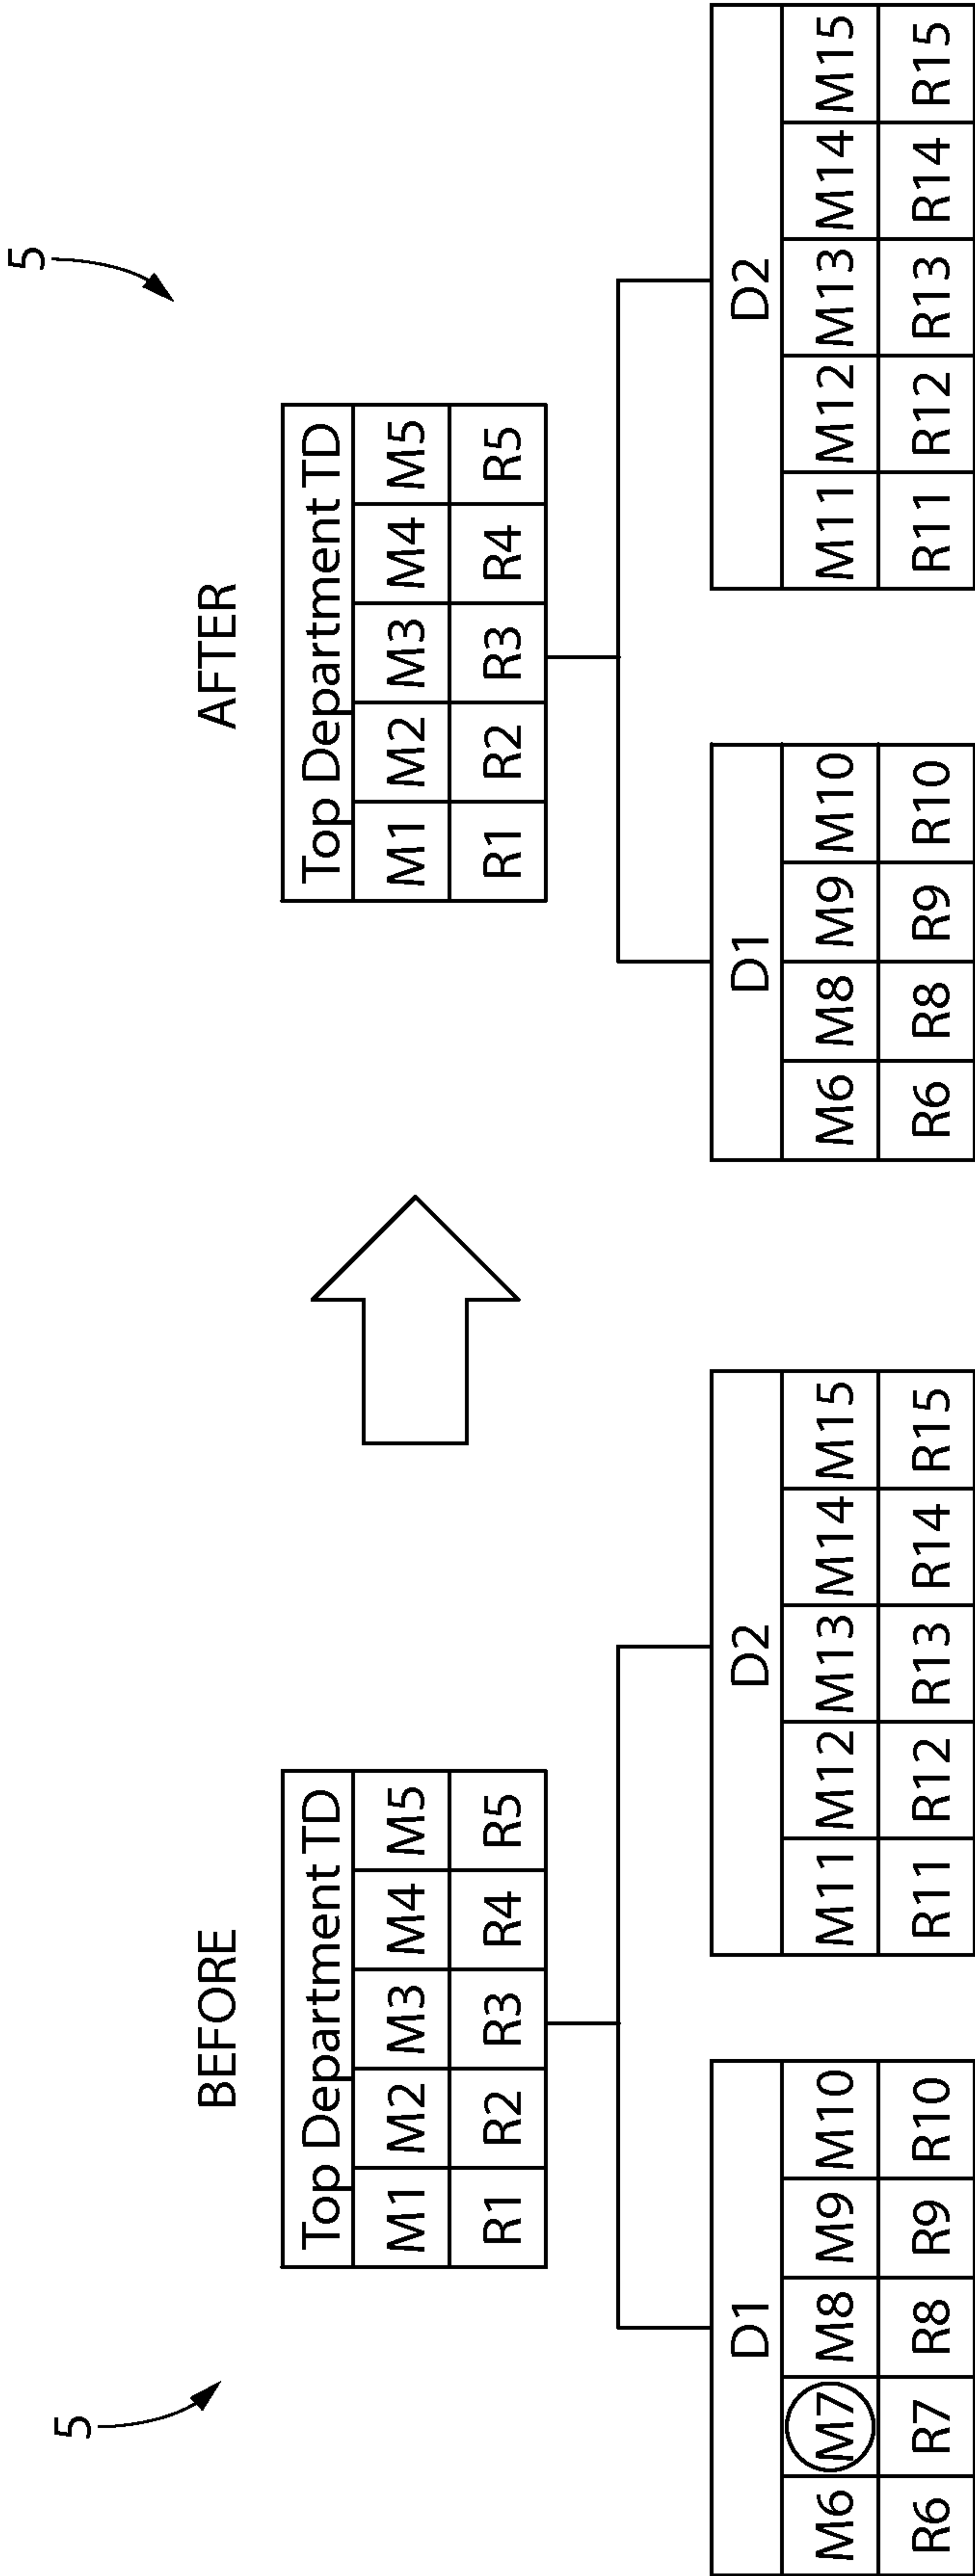 5
BEFORE
Top Department TD
M1 M2 M3 M4 M5
R1 R2 R3 R4 R5
D1
M6 M7 M8 M9 M10
R6 R7 R8 R9 R10
D2
M11 M12 M13 M14 M15
R11 R12 R13 R14 R15
5
AFTER
Top Department TD
M1 M2 M3 M4 M5
R1 R2 R3 R4 R5
D1
M6 M8 M9 M10
R6 R8 R9 R10
D2
M11 M12 M13 M14 M15
R11 R12 R13 R14 R15